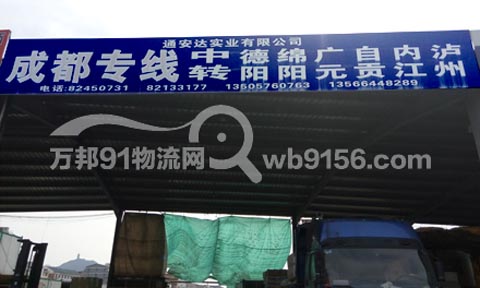 通安达实业有限公司
成都专线 中转 德阳 绵阳 广元 自贡 内江 泸州
电话:82450731 82133177 13505760763 13566448289
万邦91物流网 wb9156.com